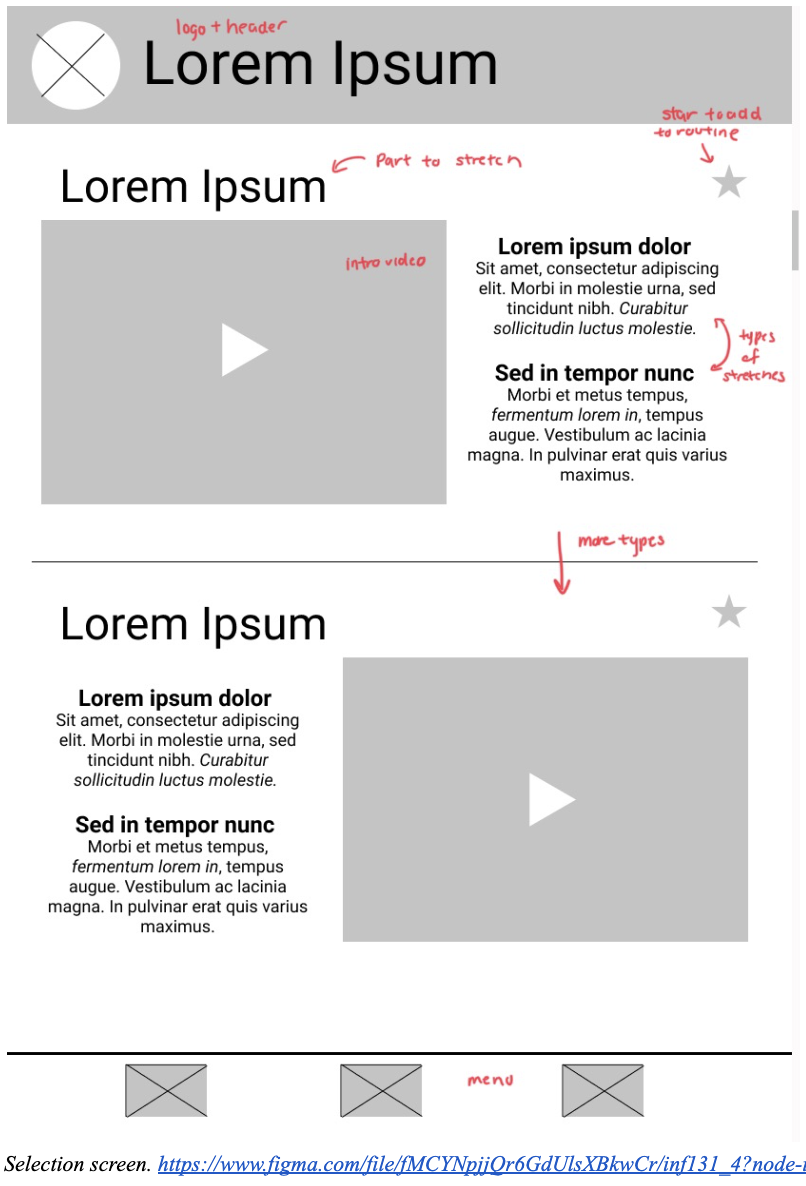 logo + header
Lorem Ipsum
star to add
to routine
Part to stretch
Lorem Ipsum
intro video
Lorem ipsum dolor
Sit amet, consectetur adipiscing
elit. Morbi in molestie urna, sed
tincidunt nibh. Curabitur
sollicitudin luctus molestie.
types
of
stretches
Sed in tempor nunc
Morbi et metus tempus,
fermentum lorem in, tempus
augue. Vestibulum ac lacinia
magna. In pulvinar erat quis varius
maximus.
more types
Lorem Ipsum
Lorem ipsum dolor
Sit amet, consectetur adipiscing
elit. Morbi in molestie urna, sed
tincidunt nibh. Curabitur
sollicitudin luctus molestie.
Sed in tempor nunc
Morbi et metus tempus,
fermentum lorem in, tempus
augue. Vestibulum ac lacinia
magna. In pulvinar erat quis varius
maximus.
menu
Selection screen. https://www.figma.com/file/fMCYNpjjQr6GdUlsXBkwCr/inf131_4?node-i